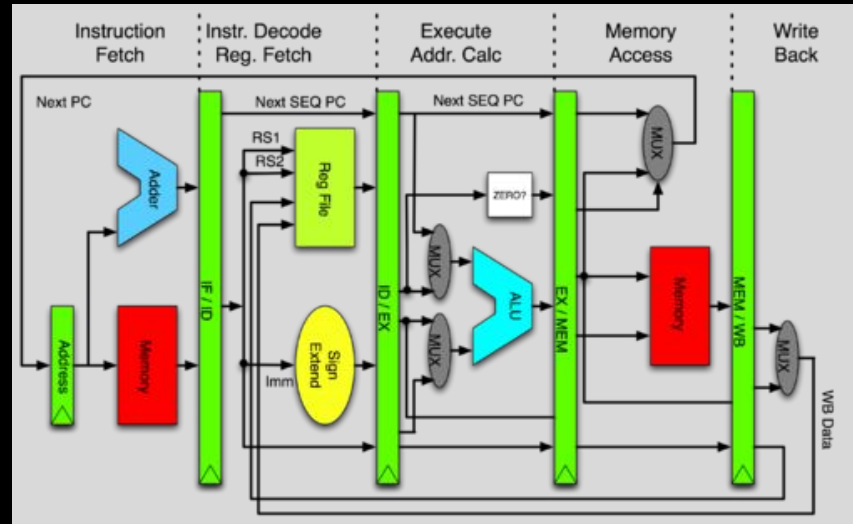 Instruction
Fetch
Instr. Decode
Reg. Fetch
Execute
Addr. Calc
Memory
Access
Write
Back
Next PC
Next SEQ PC
Next SEQ PC
RS1
RS2
Adder
Reg File
ZERO?
MUX
MUX
ALU
MUX
IF / ID
ID / EX
EX / MEM
MEM / WB
Address
Memory
Imm
Sign
Extend
Memory
MUX
WB Data